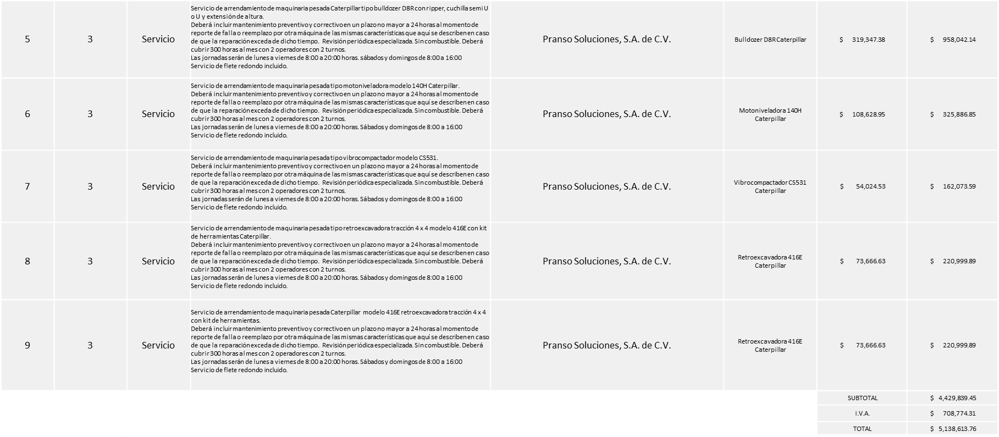 5
3
Servicio
Servicio de arrendamiento de maquinaria pesada Caterpillar tipo bulldozer D8R con ripper, cuchilla semi U
o U y extensión de altura.
Deberá incluir mantenimiento preventivo y correctivo en un plazo no mayor a 24 horas al momento de
reporte de falla o reemplazo por otra máquina de las mismas características que aquí se describen en caso
de que la reparación exceda de dicho tiempo. Revisión periódica especializada. Sin combustible. Deberá
cubrir 300 horas al mes con 2 operadores con 2 turnos.
Las jornadas serán de lunes a viernes de 8:00 a 20:00 horas. sábados y domingos de 8:00 a 16:00
Servicio de flete redondo incluido.
Pranso Soluciones, S.A. de C.V.
Bulldozer D8R Caterpillar
$ 319,347.38
$ 958,042.14
6
3
Servicio
Servicio de arrendamiento de maquinaria pesada tipo motoniveladora modelo 140H Caterpillar.
Deberá incluir mantenimiento preventivo y correctivo en un plazo no mayor a 24 horas al momento de
reporte de falla o reemplazo por otra máquina de las mismas características que aquí se describen en caso
de que la reparación exceda de dicho tiempo. Revisión periódica especializada. Sin combustible. Deberá
cubrir 300 horas al mes con 2 operadores con 2 turnos.
Las jornadas serán de lunes a viernes de 8:00 a 20:00 horas. Sábados y domingos de 8:00 a 16:00
Servicio de flete redondo incluido.
Pranso Soluciones, S.A. de C.V.
Motoniveladora 140H
Caterpillar
$ 108,628.95
$ 325,886.85
7
3
Servicio
Servicio de arrendamiento de maquinaria pesada tipo vibrocompactador modelo CS531.
Deberá incluir mantenimiento preventivo y correctivo en un plazo no mayor a 24 horas al momento de
reporte de falla o reemplazo por otra máquina de las mismas características que aquí se describen en caso
de que la reparación exceda de dicho tiempo. Revisión periódica especializada. Sin combustible. Deberá
cubrir 300 horas al mes con 2 operadores con 2 turnos.
Las jornadas serán de lunes a viernes de 8:00 a 20:00 horas. Sábados y domingos de 8:00 a 16:00
Servicio de flete redondo incluido.
Pranso Soluciones, S.A. de C.V.
Vibrocompactador CS531
Caterpillar
$ 54,024.53
$ 162,073.59
8
3
Servicio
Servicio de arrendamiento de maquinaria pesada tipo retroexcavadora tracción 4 x 4 modelo 416E con kit
de herramientas Caterpillar.
Deberá incluir mantenimiento preventivo y correctivo en un plazo no mayor a 24 horas al momento de
reporte de falla o reemplazo por otra máquina de las mismas características que aquí se describen en caso
de que la reparación exceda de dicho tiempo. Revisión periódica especializada. Sin combustible. Deberá
cubrir 300 horas al mes con 2 operadores con 2 turnos.
Las jornadas serán de lunes a viernes de 8:00 a 20:00 horas. Sábados y domingos de 8:00 a 16:00
Servicio de flete redondo incluido.
Pranso Soluciones, S.A. de C.V.
Retroexcavadora 416E
Caterpillar
$ 73,666.63
$ 220,999.89
9
3
Servicio
Servicio de arrendamiento de maquinaria pesada Caterpillar modelo 416E retroexcavadora tracción 4 x 4
con kit de herramientas.
Deberá incluir mantenimiento preventivo y correctivo en un plazo no mayor a 24 horas al momento de
reporte de falla o reemplazo por otra máquina de las mismas características que aquí se describen en caso
de que la reparación exceda de dicho tiempo. Revisión periódica especializada. Sin combustible. Deberá
cubrir 300 horas al mes con 2 operadores con 2 turnos.
Las jornadas serán de lunes a viernes de 8:00 a 20:00 horas. Sábados y domingos de 8:00 a 16:00
Servicio de flete redondo incluido.
Pranso Soluciones, S.A. de C.V.
Retroexcavadora 416E
Caterpillar
$ 73,666.63
$ 220,999.89
SUBTOTAL
$ 4,429,839.45
I.V.A.
$ 708,774.31
TOTAL
$ 5,138,613.76